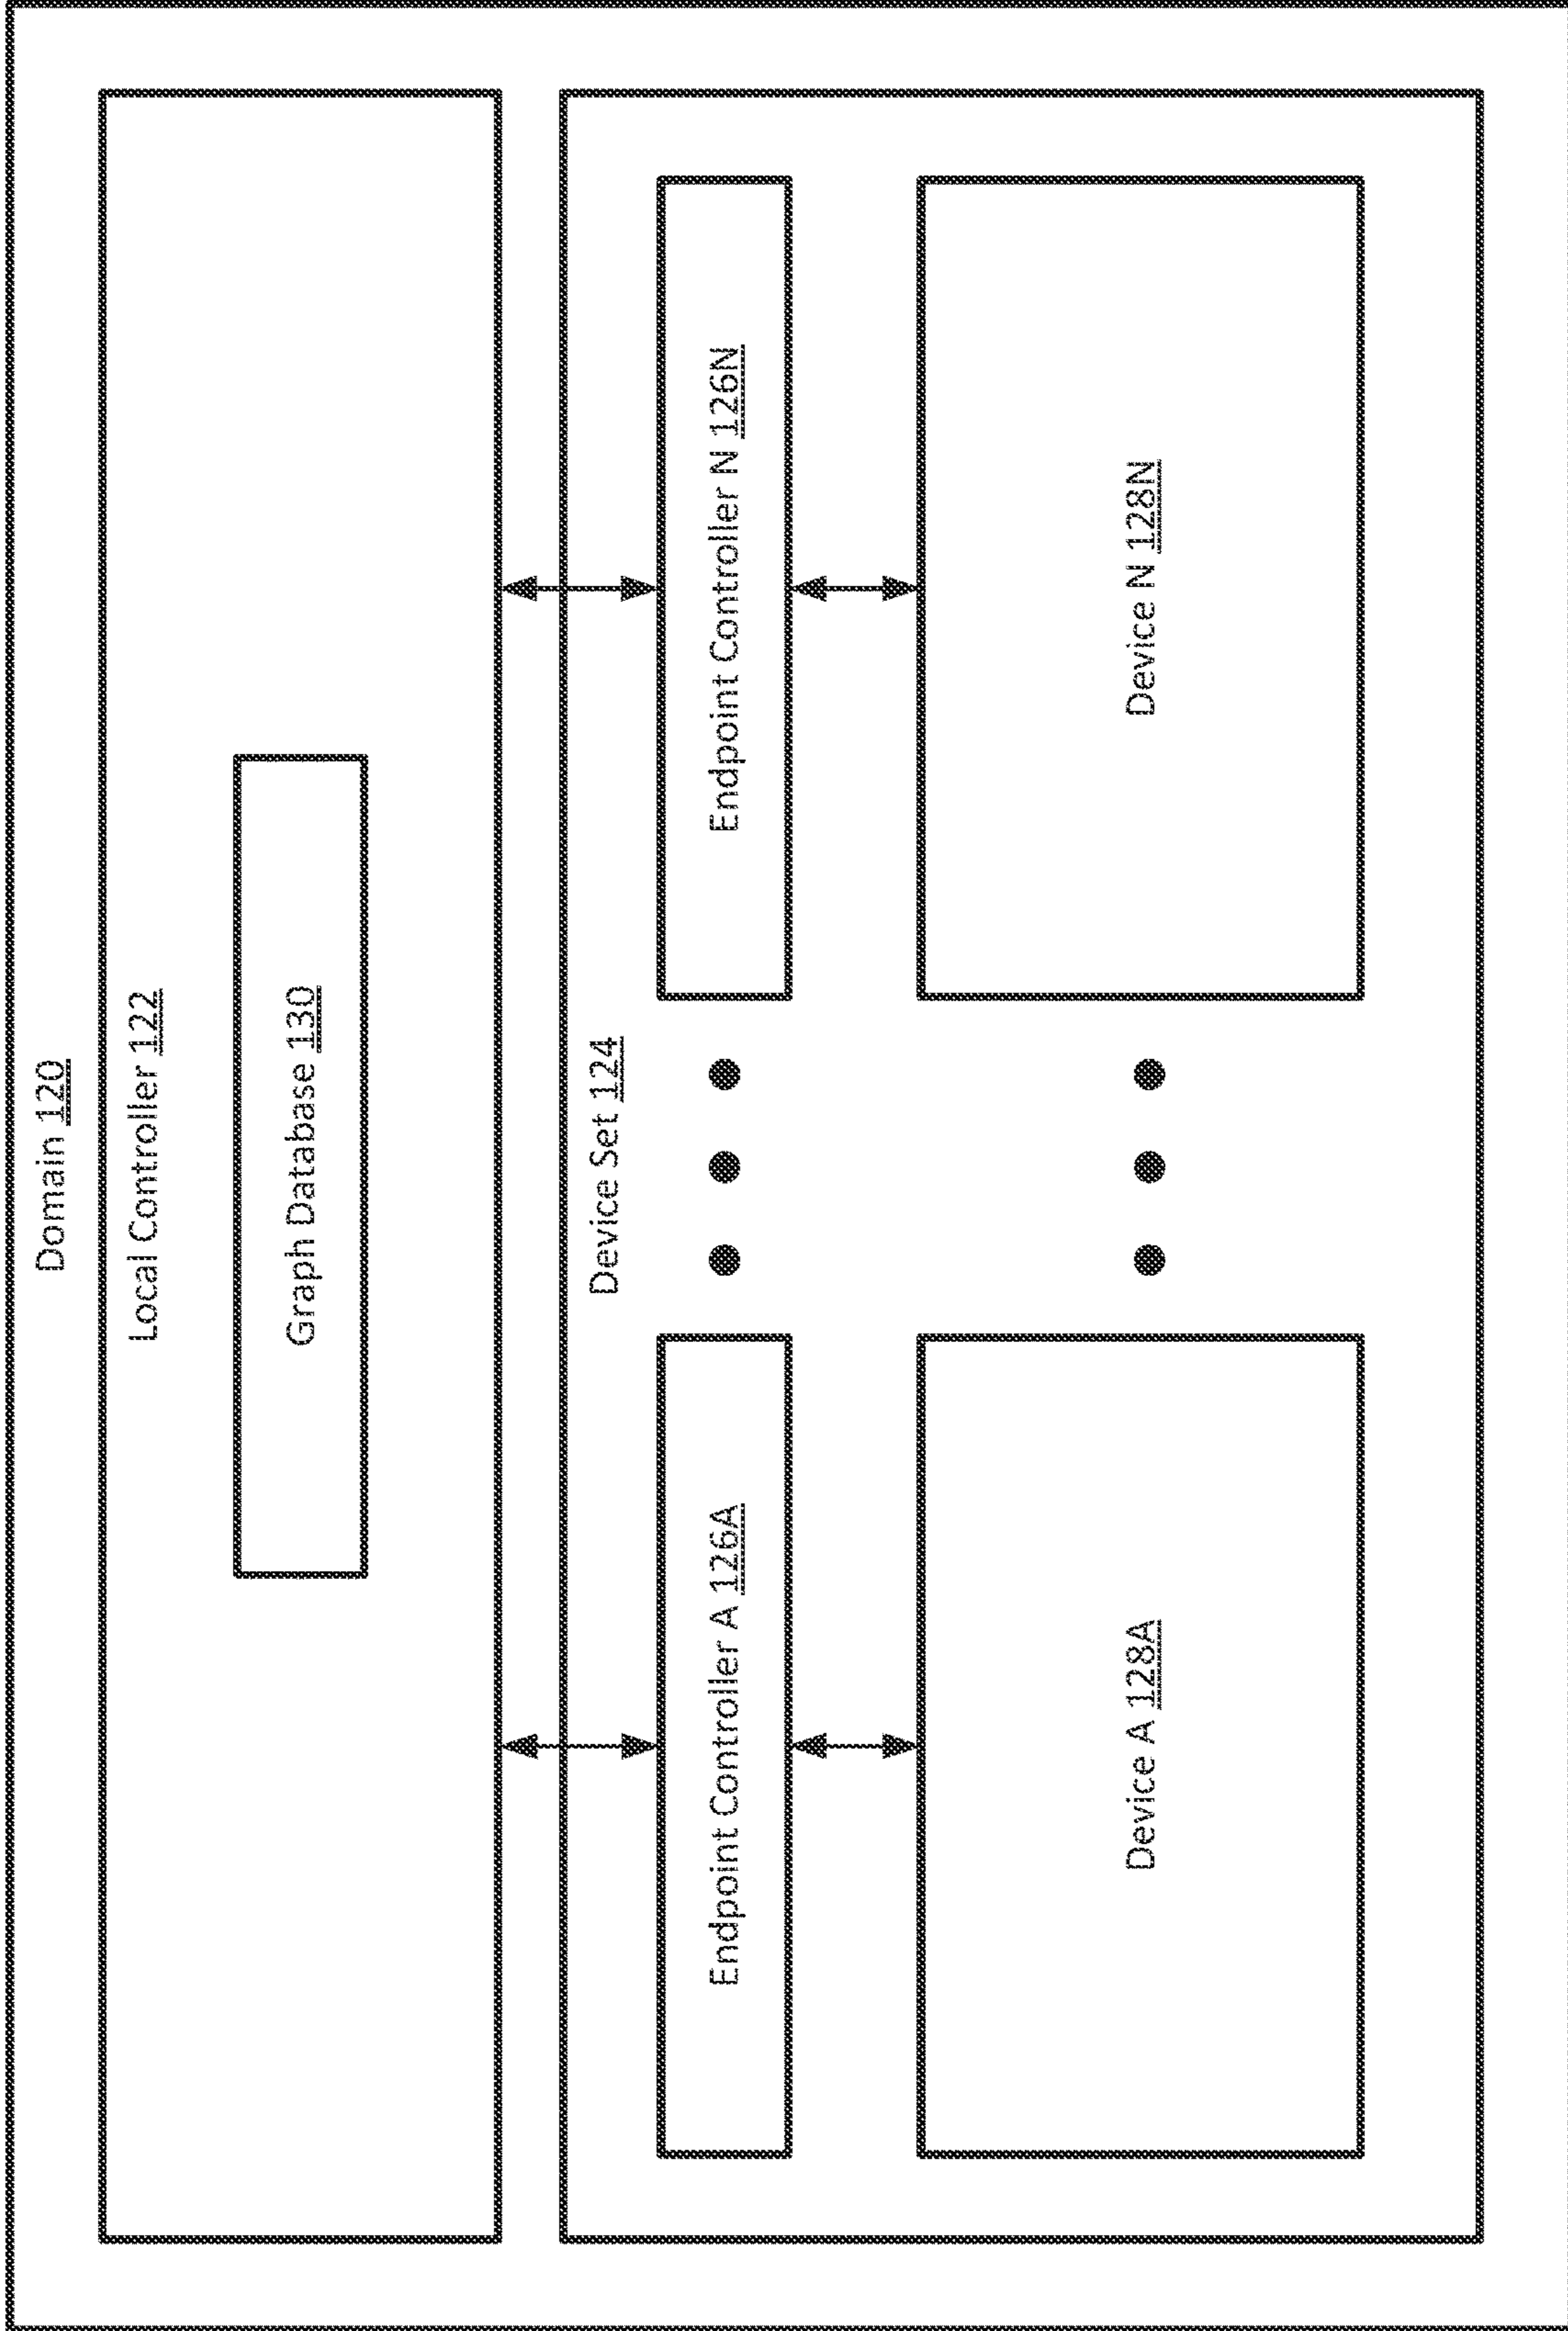 Domain 120
Local Controller 122
Graph Database 130
Device Set 124
Endpoint Controller A 126A
Endpoint Controller N 126N
Device A 128A
Device N 128N